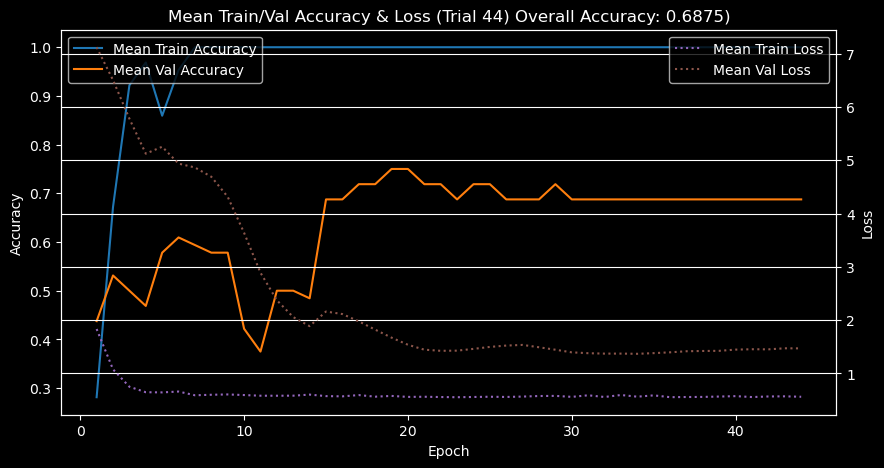 Mean Train/Val Accuracy & Loss (Trial 44) Overall Accuracy: 0.6875)
Mean Train Accuracy
Mean Val Accuracy
Mean Train Loss
Mean Val Loss
1.0
0.9
0.8
0.7
0.6
0.5
0.4
0.3
Accuracy
7
6
5
4
3
2
1
Loss
0
10
20
30
40
Epoch